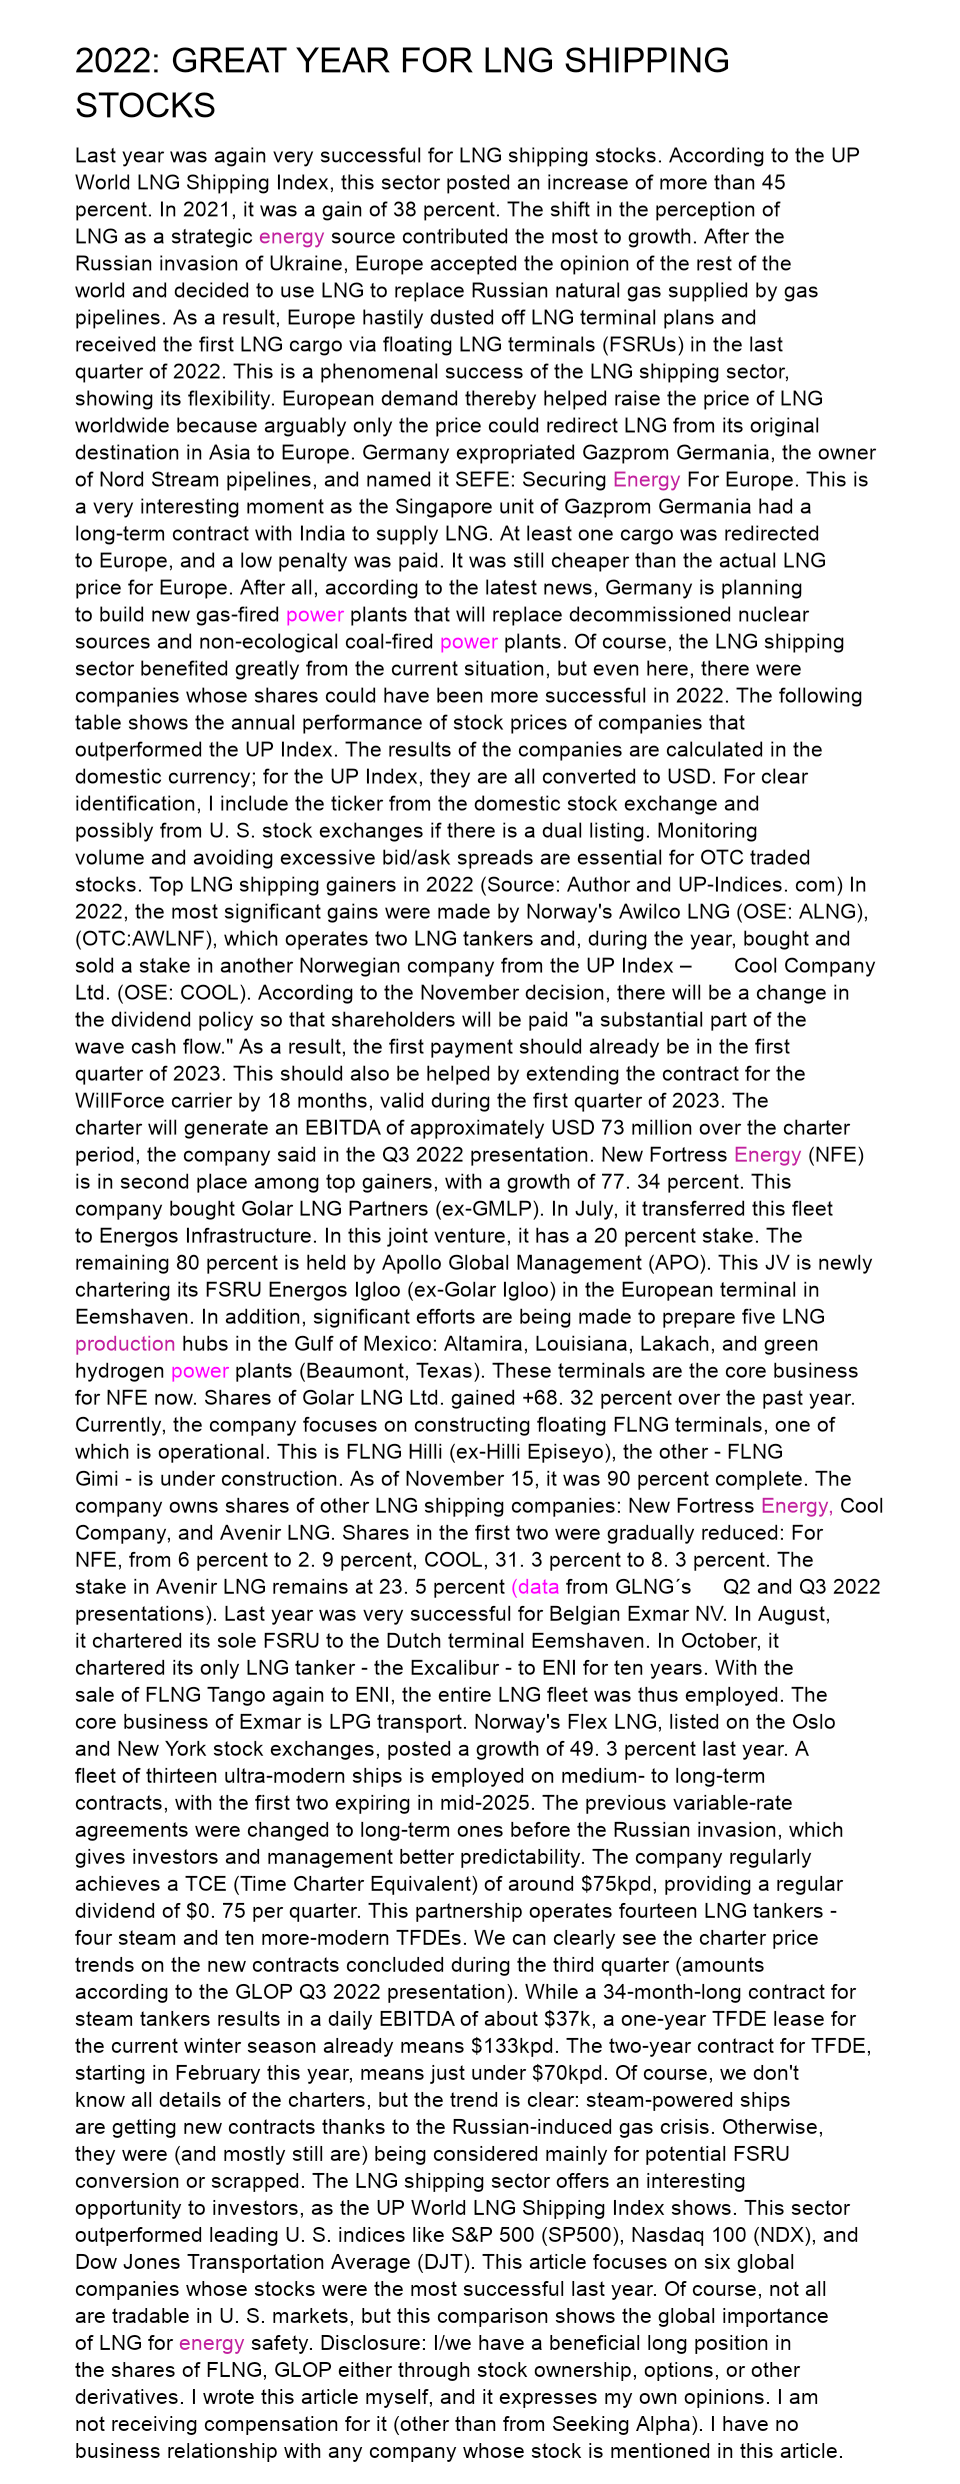 2022: GREAT YEAR FOR LNG SHIPPING
STOCKS
Last year was again very successful for LNG shipping stocks. According to the UP
World LNG Shipping Index, this sector posted an increase of more than 45
percent. In 2021, it was a gain of 38 percent. The shift in the perception of
LNG as a strategic energy source contributed the most to growth. After the
Russian invasion of Ukraine, Europe accepted the opinion of the rest of the
world and decided to use LNG to replace Russian natural gas supplied by gas
pipelines. As a result, Europe hastily dusted off LNG terminal plans and
received the first LNG cargo via floating LNG terminals (FSRUs) in the last
quarter of 2022. This is a phenomenal success of the LNG shipping sector,
showing its flexibility. European demand thereby helped raise the price of LNG
worldwide because arguably only the price could redirect LNG from its original
destination in Asia to Europe. Germany expropriated Gazprom Germania, the owner
of Nord Stream pipelines, and named it SEFE: Securing Energy For Europe. This is
a very interesting moment as the Singapore unit of Gazprom Germania had a
long-term contract with India to supply LNG. At least one cargo was redirected
to Europe, and a low penalty was paid. It was still cheaper than the actual LNG
price for Europe. After all, according to the latest news, Germany is planning
to build new gas-fired power plants that will replace decommissioned nuclear
sources and non-ecological coal-fired power plants. Of course, the LNG shipping
sector benefited greatly from the current situation, but even here, there were
companies whose shares could have been more successful in 2022. The following
table shows the annual performance of stock prices of companies that
outperformed the UP Index. The results of the companies are calculated in the
domestic currency; for the UP Index, they are all converted to USD. For clear
identification, I include the ticker from the domestic stock exchange and
possibly from U. S. stock exchanges if there is a dual listing. Monitoring
volume and avoiding excessive bid/ask spreads are essential for OTC traded
stocks. Top LNG shipping gainers in 2022 (Source: Author and UP-Indices. com) In
2022, the most significant gains were made by Norway's Awilco LNG (OSE: ALNG),
(OTC:AWLNF), which operates two LNG tankers and, during the year, bought and
sold a stake in another Norwegian company from the UP Index – Cool Company
Ltd. (OSE: COOL). According to the November decision, there will be a change in
the dividend policy so that shareholders will be paid "a substantial part of the
wave cash flow." As a result, the first payment should already be in the first
quarter of 2023. This should also be helped by extending the contract for the
WillForce carrier by 18 months, valid during the first quarter of 2023. The
charter will generate an EBITDA of approximately USD 73 million over the charter
period, the company said in the Q3 2022 presentation. New Fortress Energy (NFE)
is in second place among top gainers, with a growth of 77. 34 percent. This
company bought Golar LNG Partners (ex-GMLP). In July, it transferred this fleet
to Energos Infrastructure. In this joint venture, it has a 20 percent stake. The
remaining 80 percent is held by Apollo Global Management (APO). This JV is newly
chartering its FSRU Energos Igloo (ex-Golar Igloo) in the European terminal in
Eemshaven. In addition, significant efforts are being made to prepare five LNG
production hubs in the Gulf of Mexico: Altamira, Louisiana, Lakach, and green
hydrogen power plants (Beaumont, Texas). These terminals are the core business
for NFE now. Shares of Golar LNG Ltd. gained +68. 32 percent over the past year.
Currently, the company focuses on constructing floating FLNG terminals, one of
which is operational. This is FLNG Hilli (ex-Hilli Episeyo), the other - FLNG
Gimi - is under construction. As of November 15, it was 90 percent complete. The
company owns shares of other LNG shipping companies: New Fortress Energy, Cool
Company, and Avenir LNG. Shares in the first two were gradually reduced: For
NFE, from 6 percent to 2. 9 percent, COOL, 31. 3 percent to 8. 3 percent. The
stake in Avenir LNG remains at 23. 5 percent (data from GLNG´s Q2 and Q3 2022
presentations). Last year was very successful for Belgian Exmar NV. In August,
it chartered its sole FSRU to the Dutch terminal Eemshaven. In October, it
chartered its only LNG tanker - the Excalibur - to ENI for ten years. With the
sale of FLNG Tango again to ENI, the entire LNG fleet was thus employed. The
core business of Exmar is LPG transport. Norway's Flex LNG, listed on the Oslo
and New York stock exchanges, posted a growth of 49. 3 percent last year. A
fleet of thirteen ultra-modern ships is employed on medium- to long-term
contracts, with the first two expiring in mid-2025. The previous variable-rate
agreements were changed to long-term ones before the Russian invasion, which
gives investors and management better predictability. The company regularly
achieves a TCE (Time Charter Equivalent) of around $75kpd, providing a regular
dividend of $0. 75 per quarter. This partnership operates fourteen LNG tankers -
four steam and ten more-modern TFDEs. We can clearly see the charter price
trends on the new contracts concluded during the third quarter (amounts
according to the GLOP Q3 2022 presentation). While a 34-month-long contract for
steam tankers results in a daily EBITDA of about $37k, a one-year TFDE lease for
the current winter season already means $133kpd. The two-year contract for TFDE,
starting in February this year, means just under $70kpd. Of course, we don't
know all details of the charters, but the trend is clear: steam-powered ships
are getting new contracts thanks to the Russian-induced gas crisis. Otherwise,
they were (and mostly still are) being considered mainly for potential FSRU
conversion or scrapped. The LNG shipping sector offers an interesting
opportunity to investors, as the UP World LNG Shipping Index shows. This sector
outperformed leading U. S. indices like S&P 500 (SP500), Nasdaq 100 (NDX), and
Dow Jones Transportation Average (DJT). This article focuses on six global
companies whose stocks were the most successful last year. Of course, not all
are tradable in U. S. markets, but this comparison shows the global importance
of LNG for energy safety. Disclosure: I/we have a beneficial long position in
the shares of FLNG, GLOP either through stock ownership, options, or other
derivatives. I wrote this article myself, and it expresses my own opinions. I am
not receiving compensation for it (other than from Seeking Alpha). I have no
business relationship with any company whose stock is mentioned in this article.